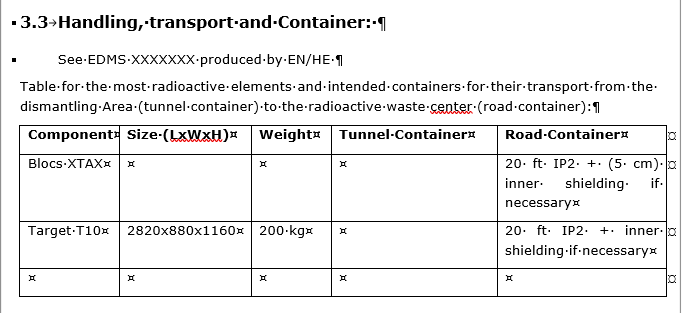 3.3 Handling, transport and Container:
See EDMS XXXXXXX produced by EN/HE
Table for the most radioactive elements and intended containers for their transport from the
dismantling Area (tunnel container) to the radioactive waste center (road container):
Component Size (LxWxH) Weight Tunnel Container Road Container
Blocs XTAX 20 ft IP2 + (5 cm)
inner shielding if
necessary
Target T10 2820x880x1160 200 kg 20 ft IP2 + inner
shielding if necessary